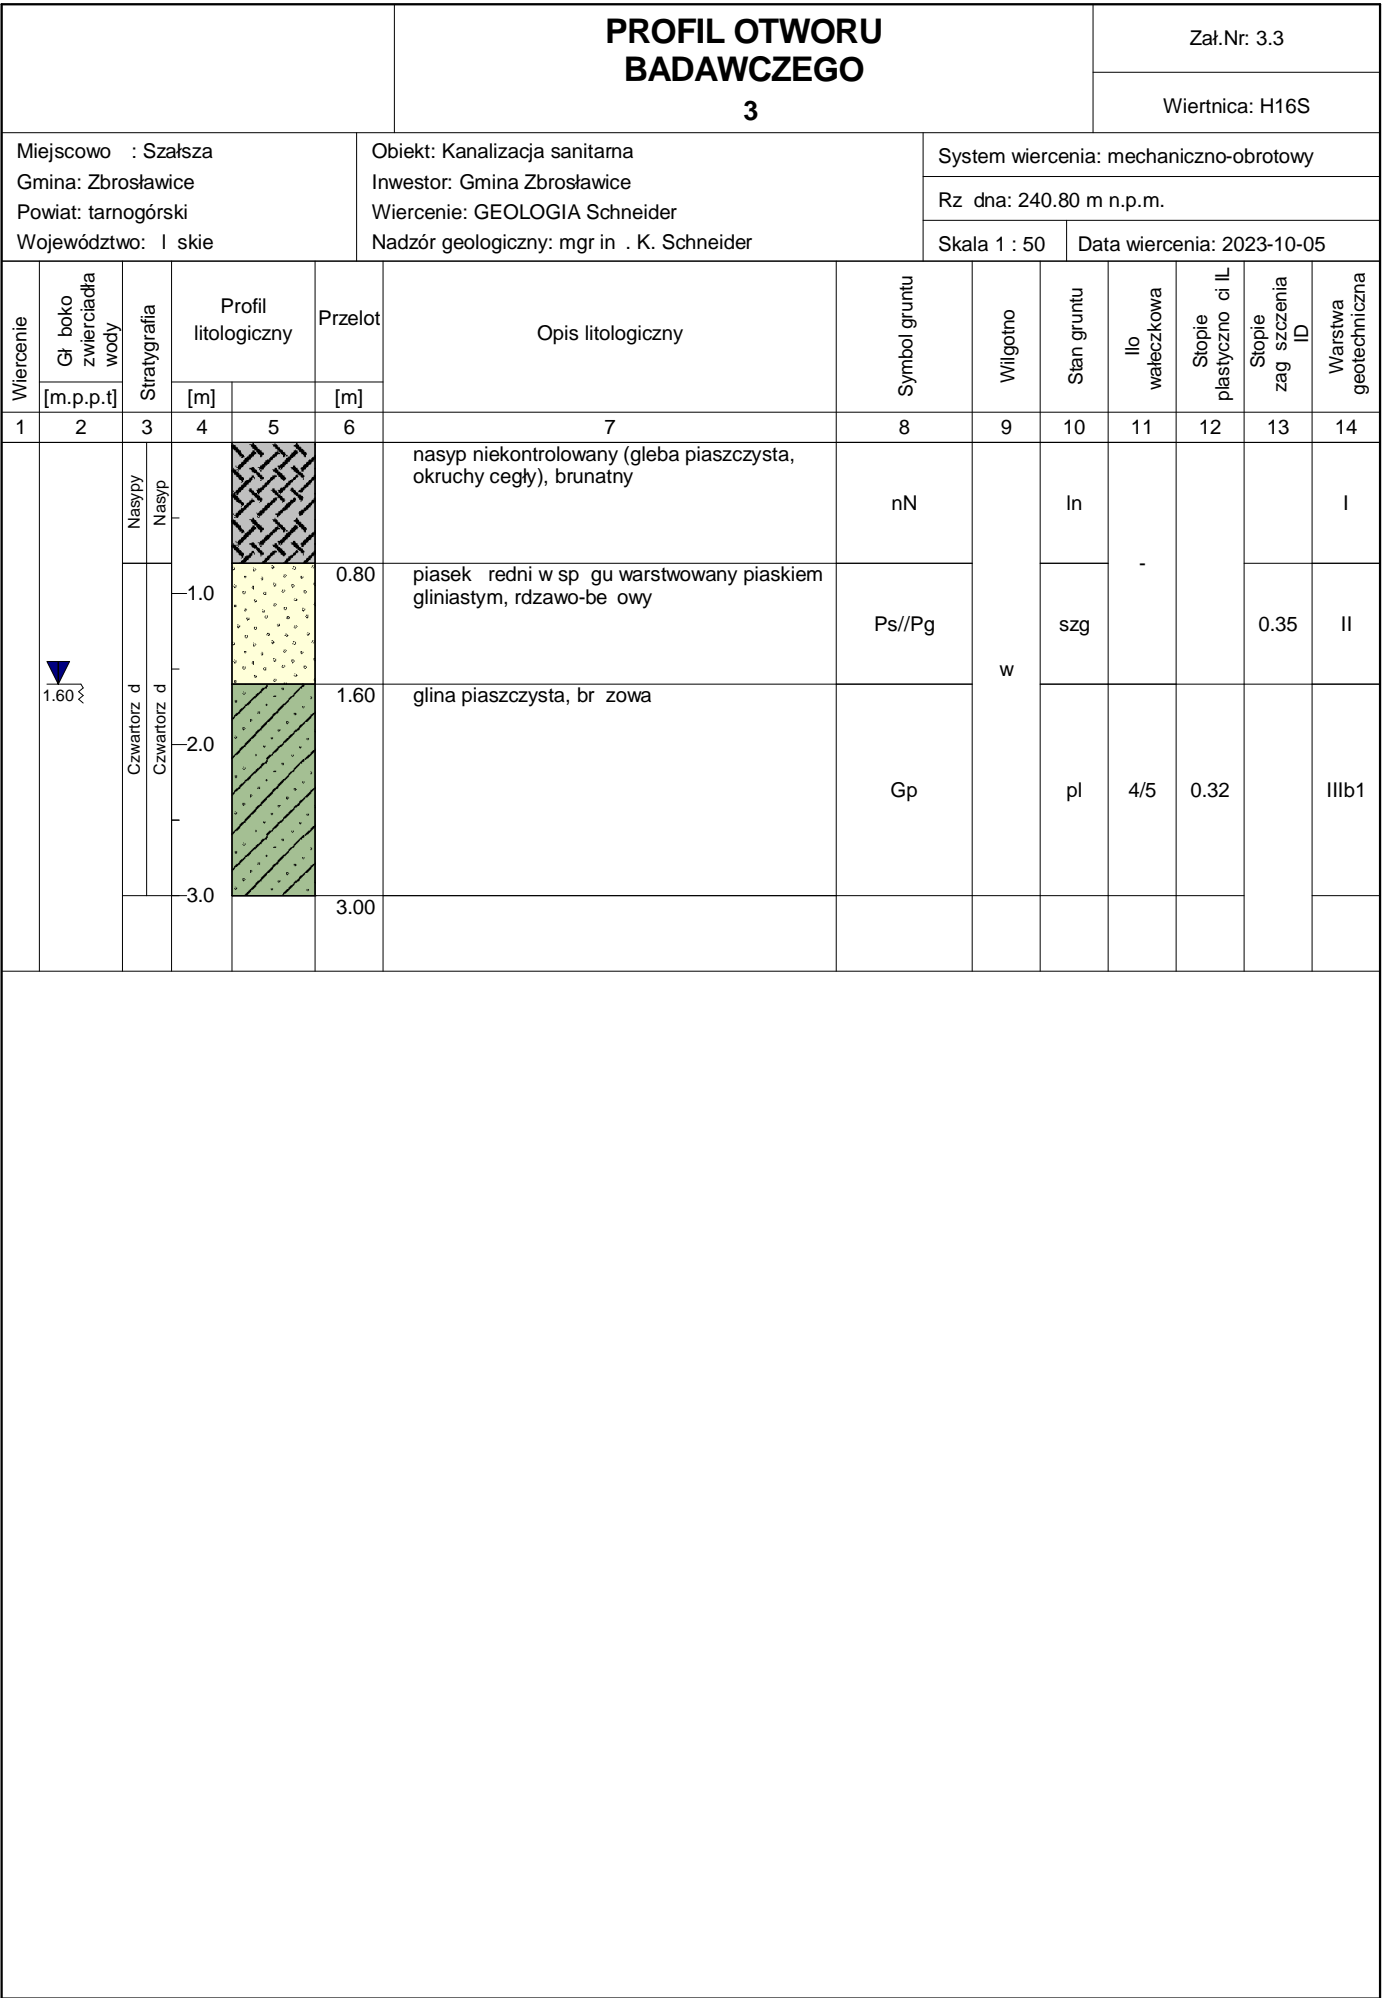 PROFIL OTWORU
BADAWCZEGO
3
Zał.Nr: 3.3
Wiertnica: H16S
Miejscowo : Szałsza
Gmina: Zbrosławice
Powiat: tarnogórski
Województwo: l skie
Obiekt: Kanalizacja sanitarna
Inwestor: Gmina Zbrosławice
Wiercenie: GEOLOGIA Schneider
Nadzór geologiczny: mgr in . K. Schneider
System wiercenia: mechaniczno-obrotowy
Rz dna: 240.80 m n.p.m.
Skala 1 : 50
Data wiercenia: 2023-10-05
Wiercenie
Gł boko
zwierciadła
wody
[m.p.p.t]
Stratygrafia
Profil
litologiczny
[m]
Przelot
[m]
Opis litologiczny
Symbol gruntu
Wilgotno
Stan gruntu
Ilo
wałeczkowa
Stopie
plastyczno ci IL
Stopie
zag szczenia
ID
Warstwa
geotechniczna
1 2 3 4 5 6 7 8 9 10 11 12 13 14
Nasypy
Nasyp
nasyp niekontrolowany (gleba piaszczysta,
okruchy cegły), brunatny
nN
ln
I
-
0.80
1.0
piasek redni w sp gu warstwowany piaskiem
gliniastym, rdzawo-be owy
Ps//Pg
szg
0.35
II
w
1.60
Czwartorz d
Czwartorz d
1.60
glina piaszczysta, br zowa
2.0
Gp
pl
4/5
0.32
IIIb1
3.0
3.00